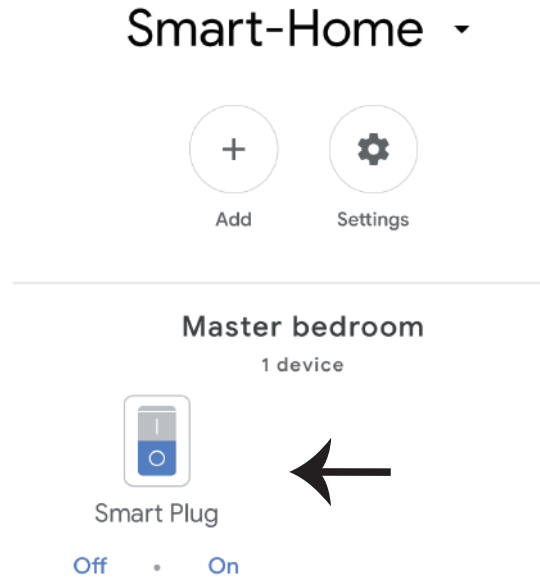 Smart-Home
Add Settings
Master bedroom
1 device
Smart Plug
Off • On